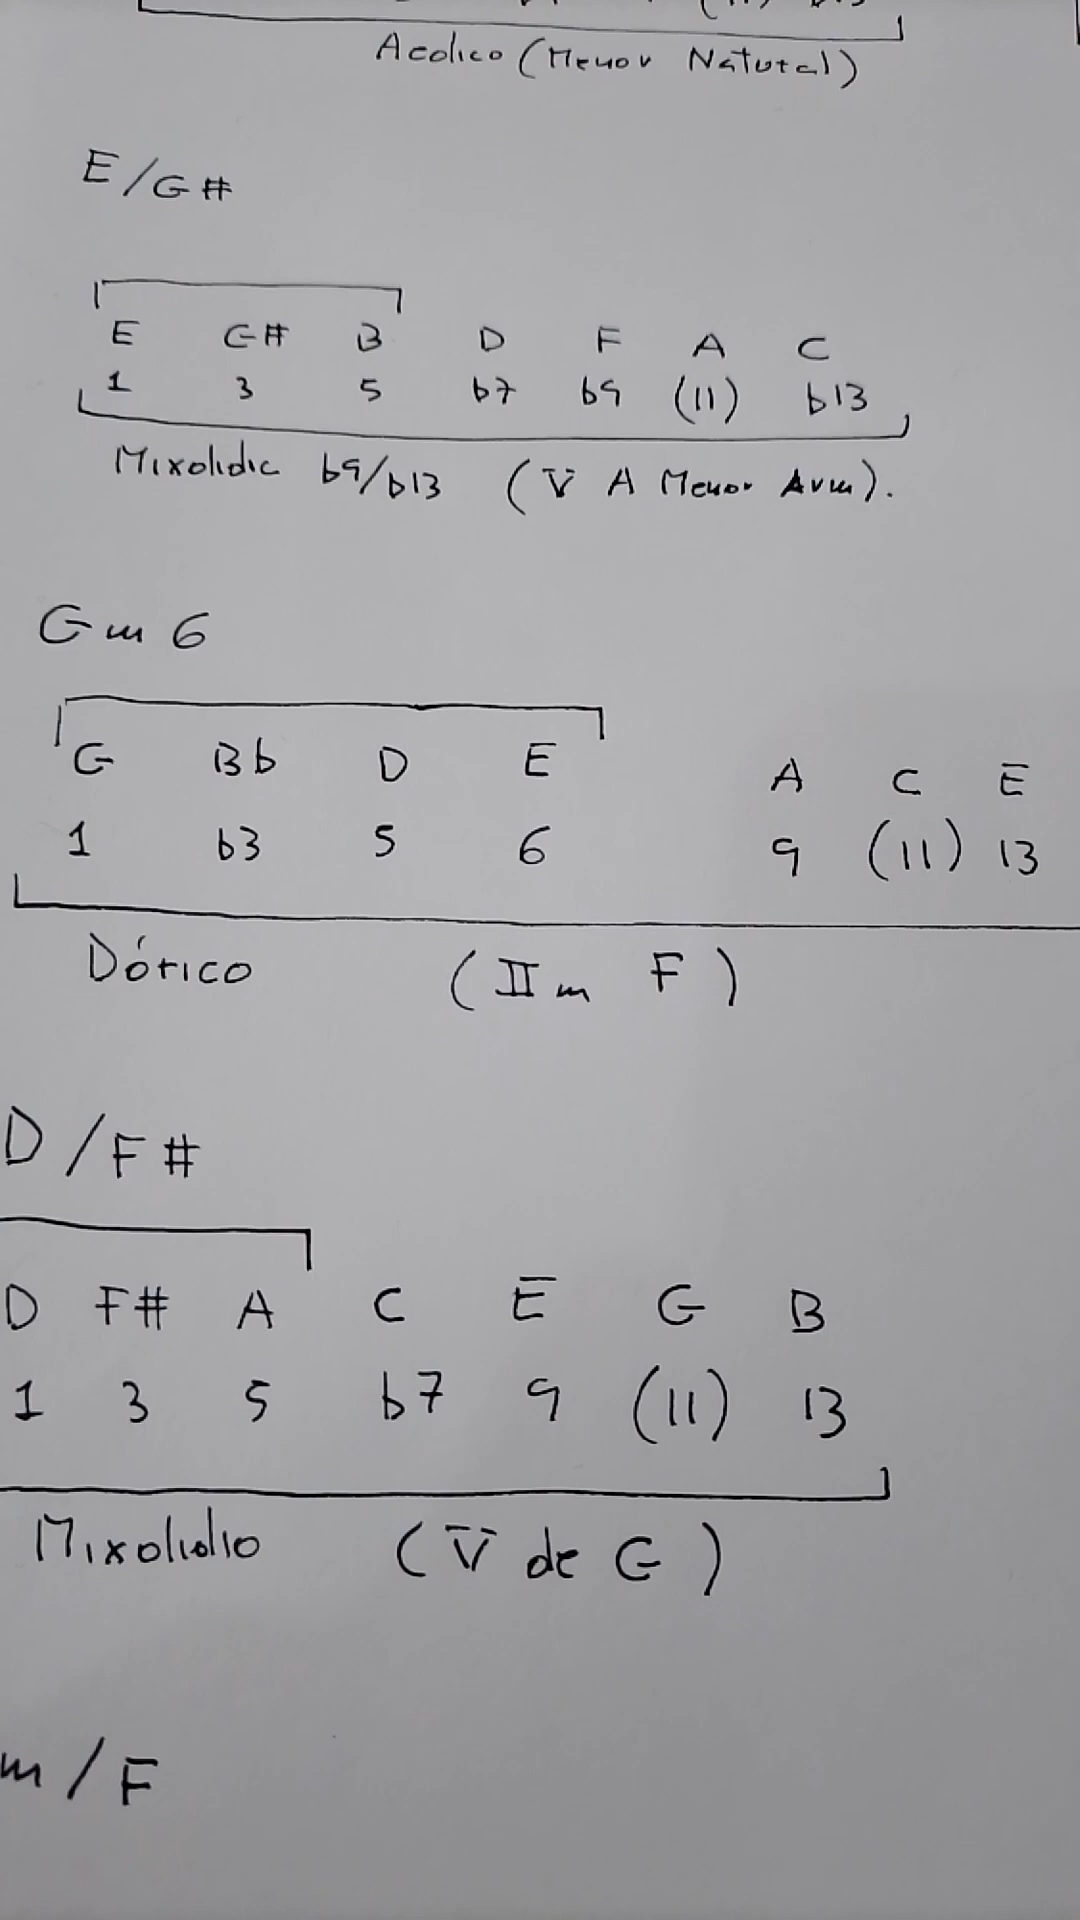 Aeolico (Menor Natural)
E/G#
E G# B D F A C
1 3 5 b7 b9 (11) b13
Mixolidic b9/b13 (V A Menor Arm).
Gm6
G Bb D E A C E
1 b3 5 6 9 (11) 13
Dórico (IIm F)
D/F#
D F# A C E G B
1 3 5 b7 9 (11) 13
Mixolidio (V de G)
m/F